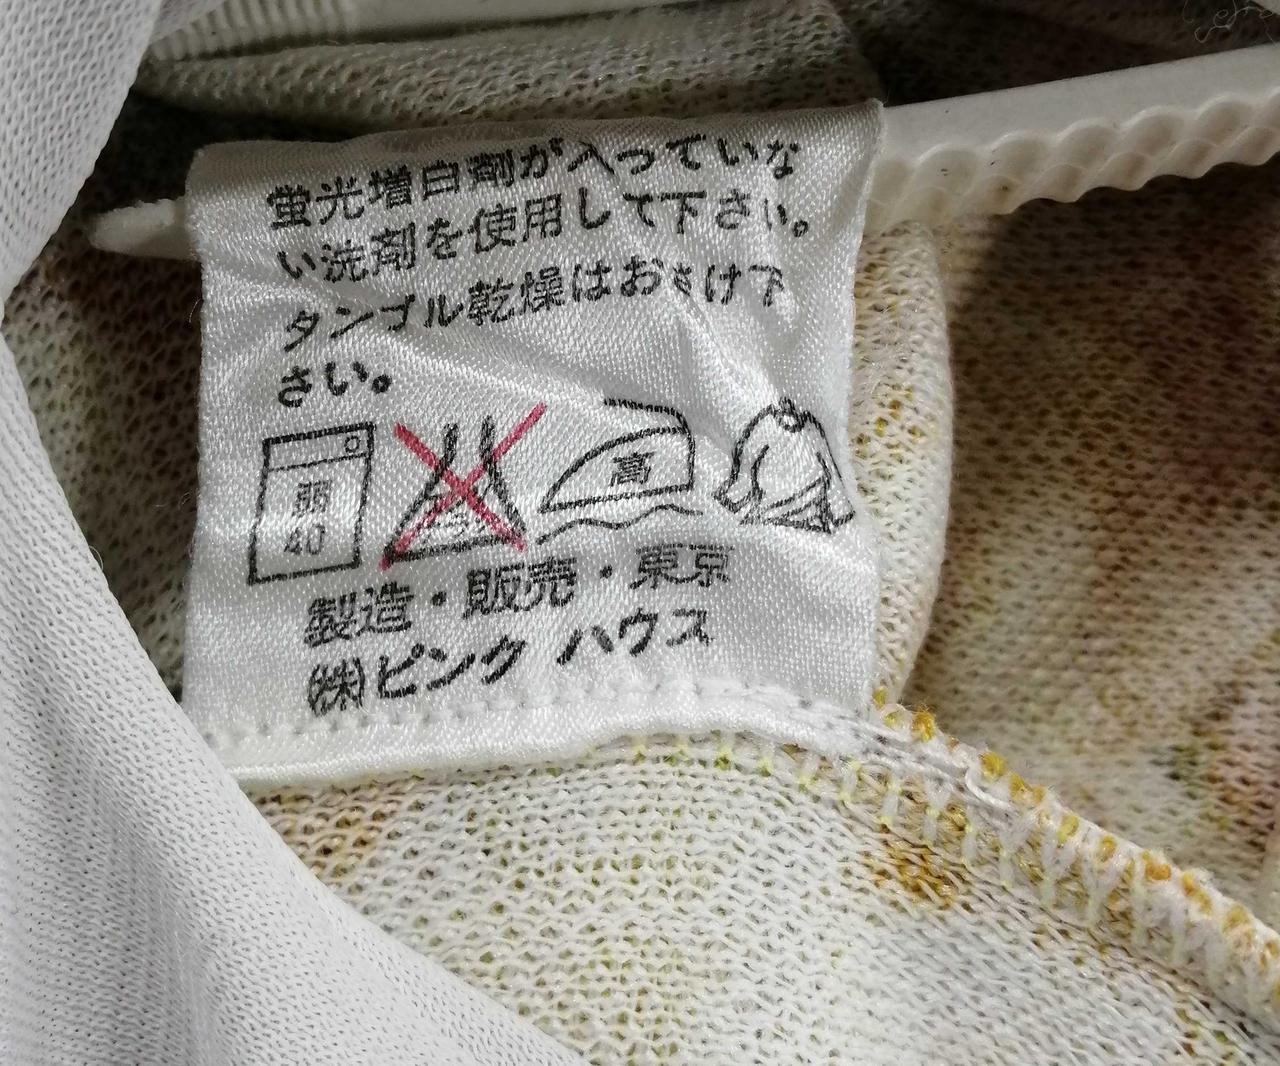 蛍光増白剤が入っていな
い洗剤を使用して下さい。
タンブル乾燥はおさけ下
さい。
弱
40
高
製造・販売・東京
㈱ピンク ハウス